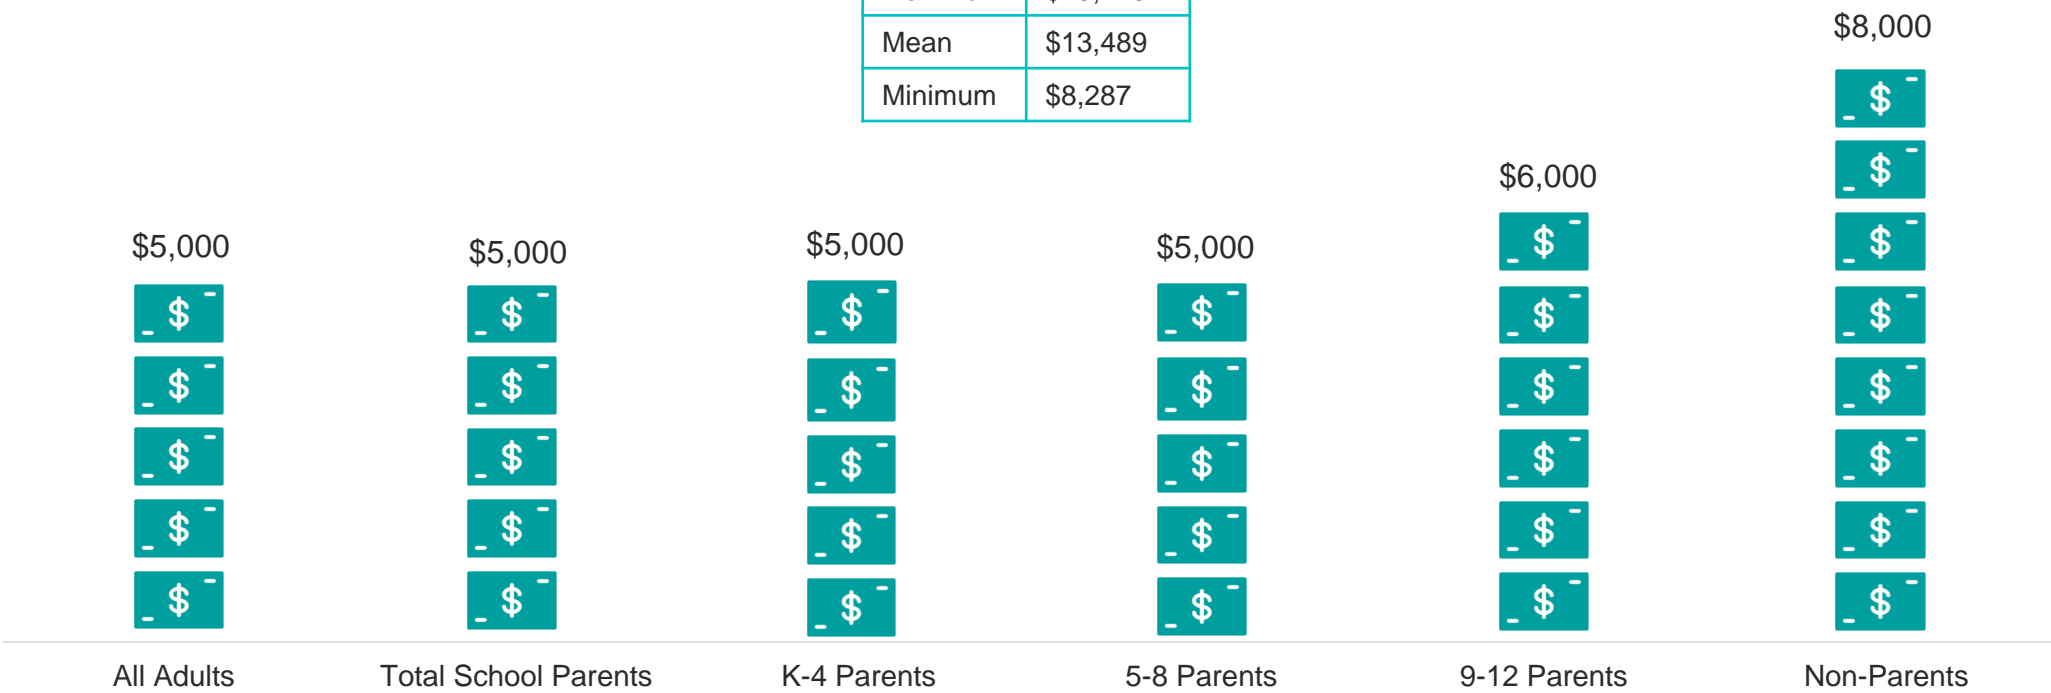 Mean $13,489
Minimum $8,287
$8,000
$6,000
$5,000 $5,000 $5,000 $5,000
All Adults Total School Parents K-4 Parents 5-8 Parents 9-12 Parents Non-Parents